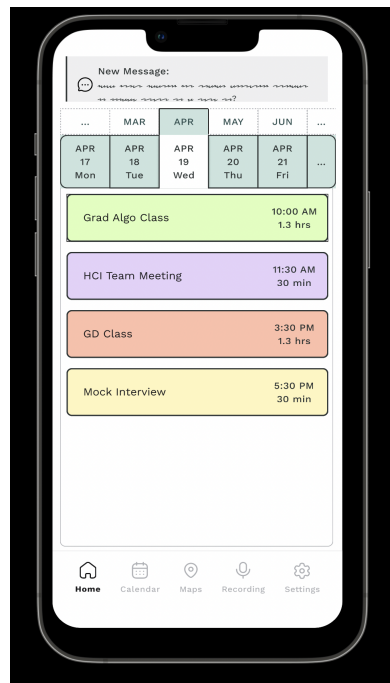 New Message:
... MAR APR MAY JUN ...
APR APR APR APR APR
17 18 19 20 21 ...
Mon Tue Wed Thu Fri
Grad Algo Class 10:00 AM
1.3 hrs
HCI Team Meeting 11:30 AM
30 min
GD Class 3:30 PM
1.3 hrs
Mock Interview 5:30 PM
30 min
Home Calendar Maps Recording Settings